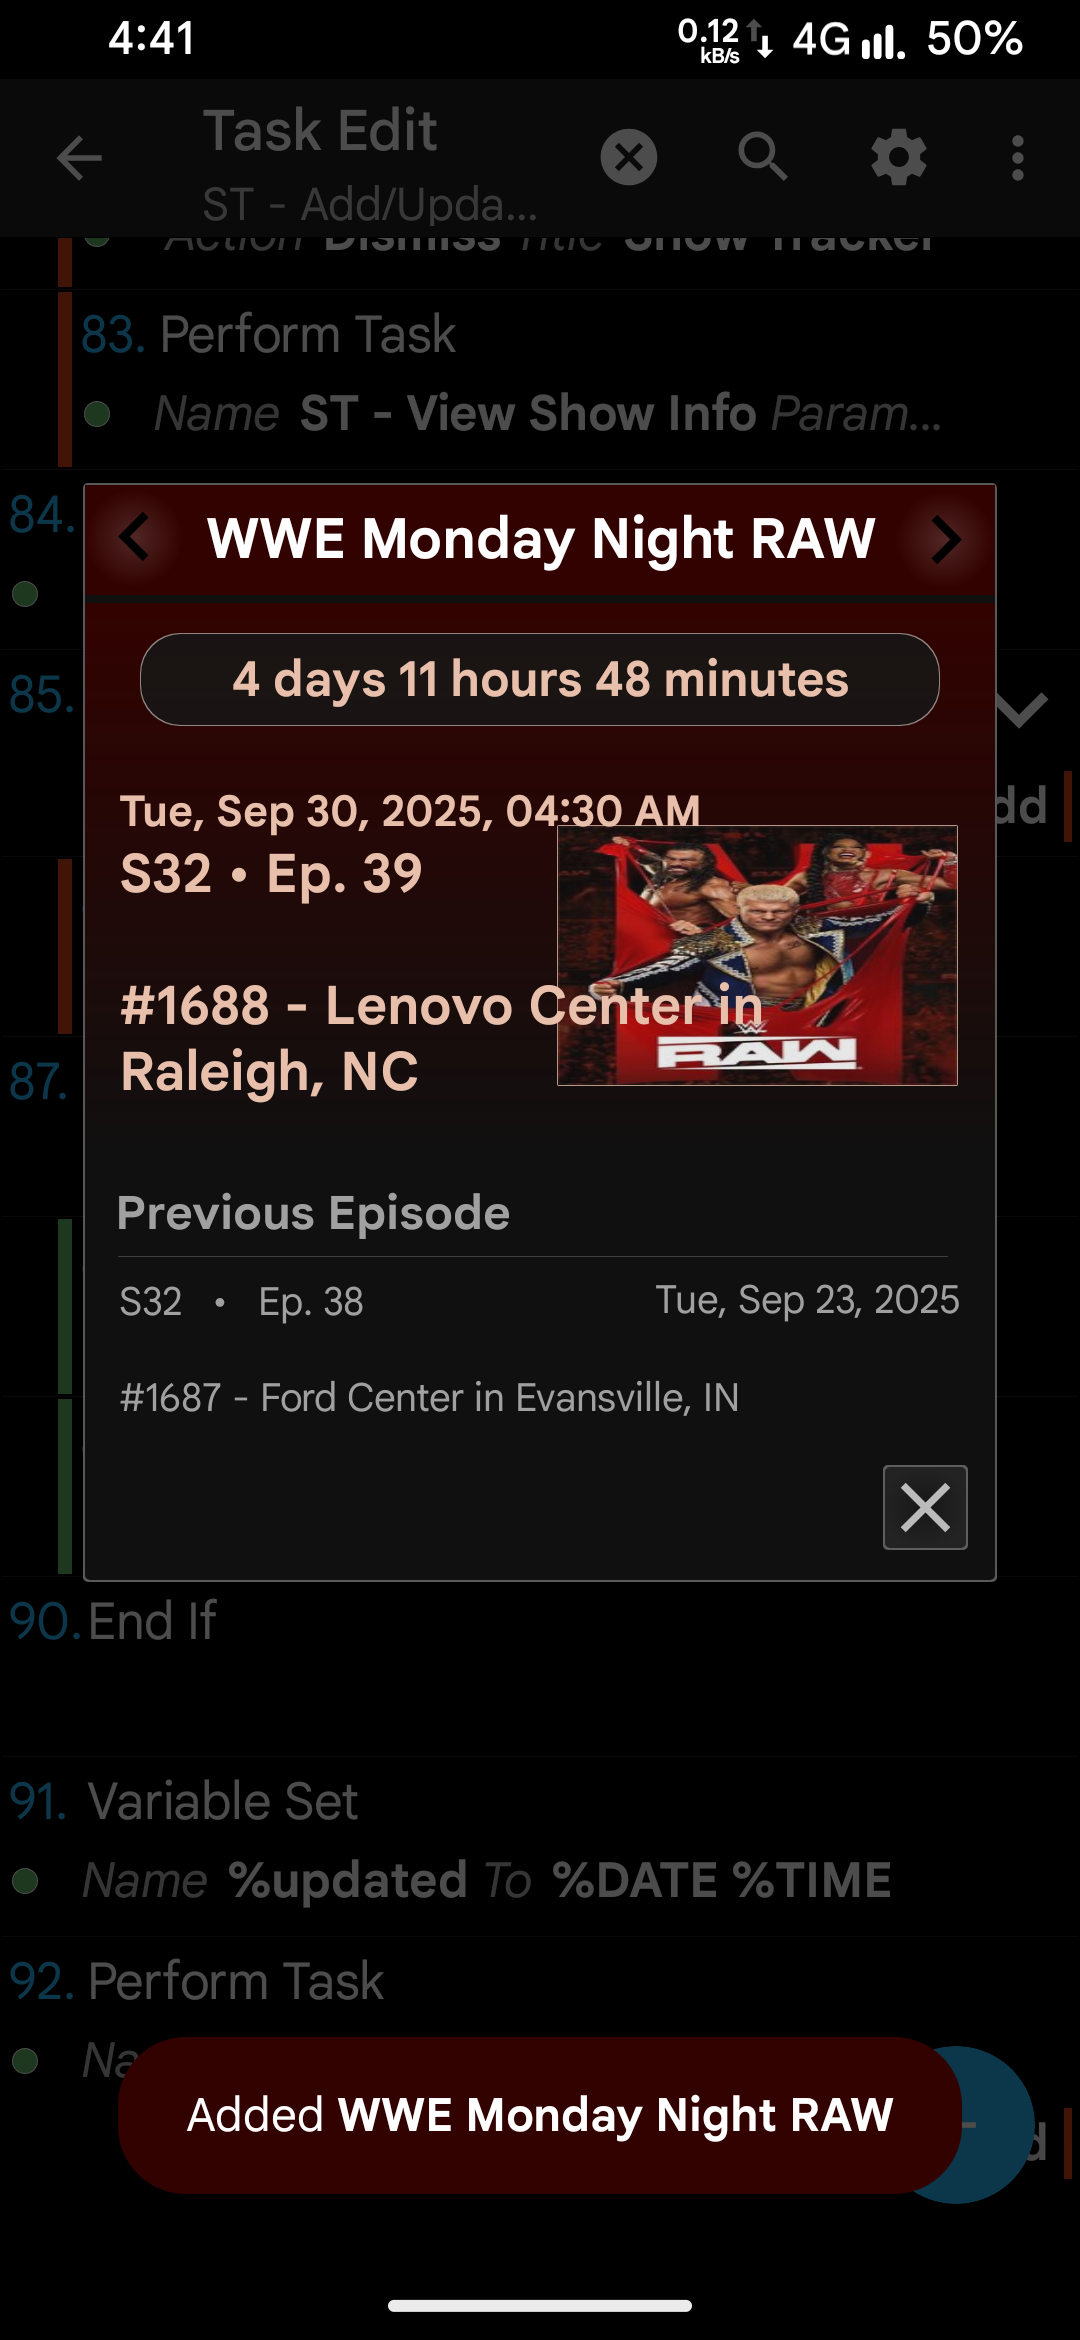 4:41
0.12 kB/s 4G 50%
Task Edit
ST - Add/Upda...
Action Dismiss Title Show Tracker
83. Perform Task
Name ST - View Show Info Param...
84.
WWE Monday Night RAW
4 days 11 hours 48 minutes
85.
Tue, Sep 30, 2025, 04:30 AM
S32 • Ep. 39
#1688 - Lenovo Center in
Raleigh, NC
RAW
87.
Previous Episode
S32 • Ep. 38
Tue, Sep 23, 2025
#1687 - Ford Center in Evansville, IN
90. End If
91. Variable Set
Name %updated To %DATE %TIME
92. Perform Task
Added WWE Monday Night RAW